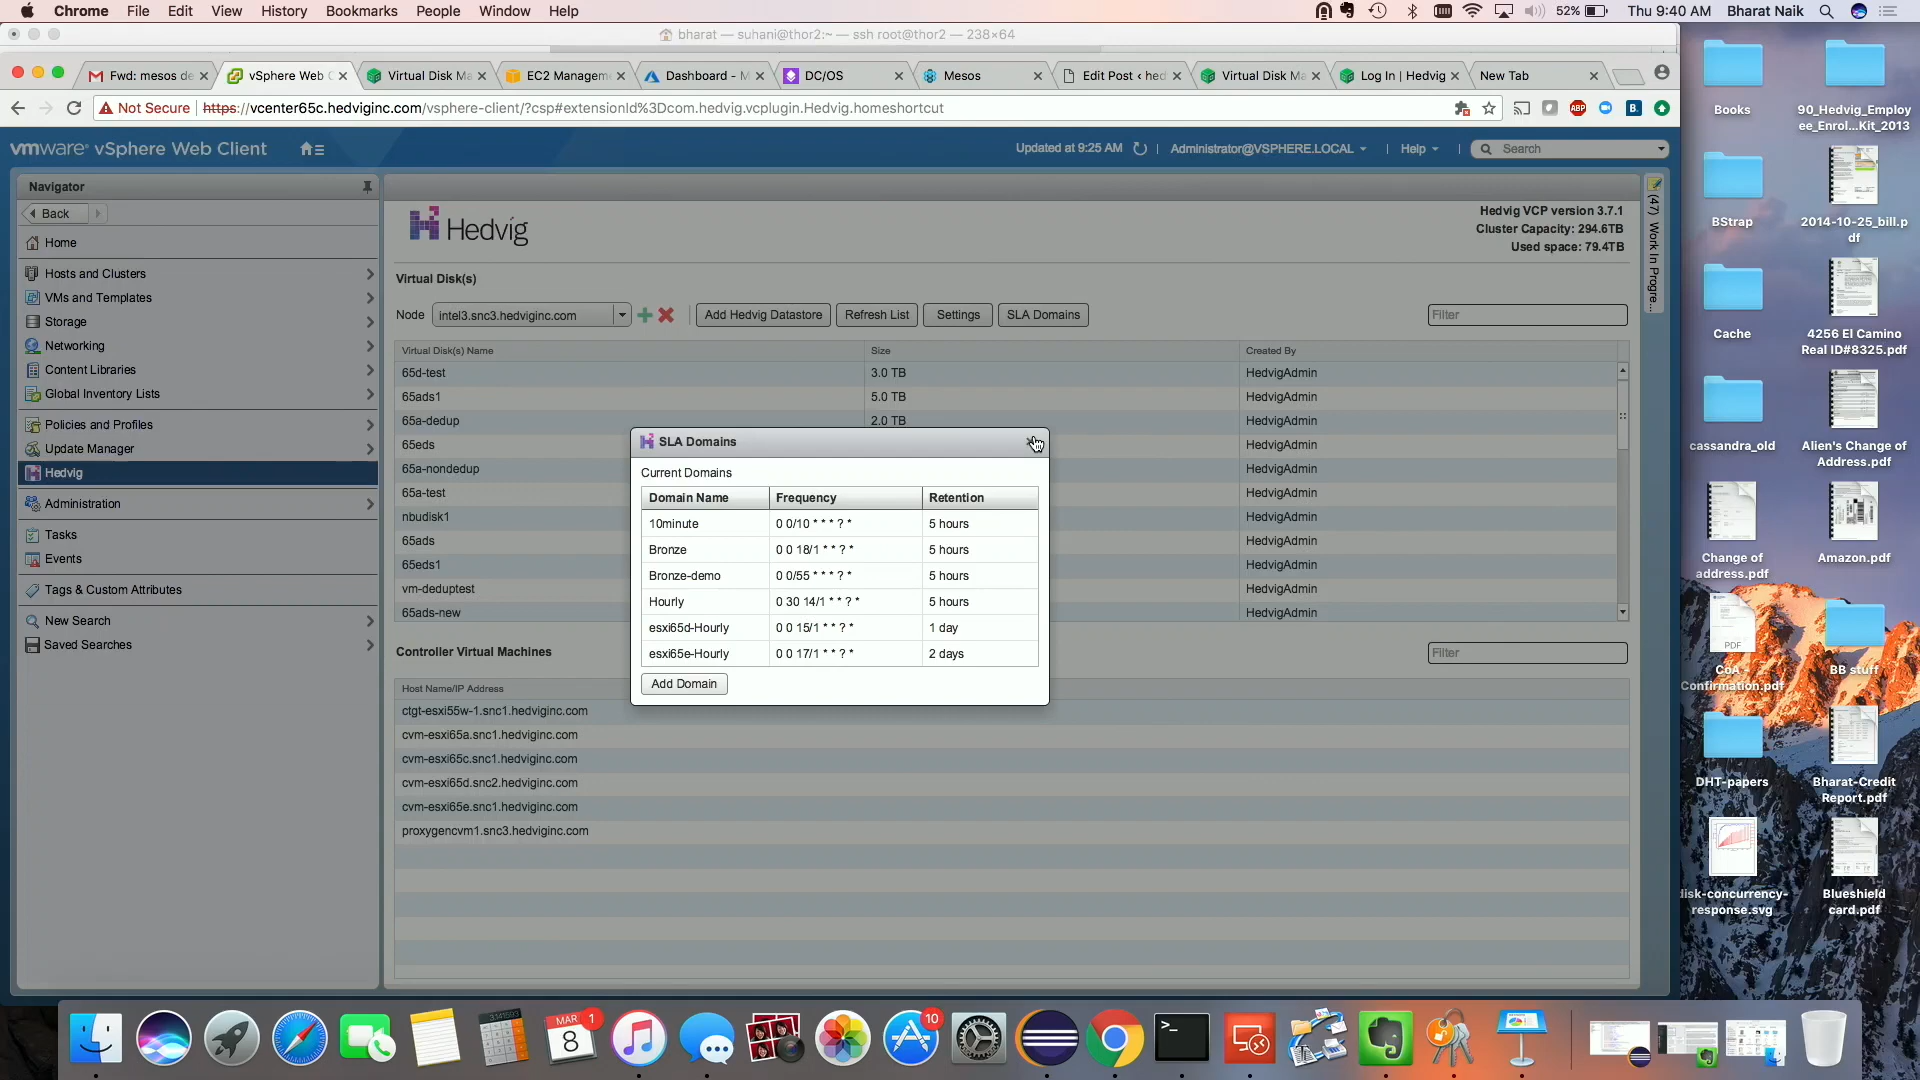 Chrome File Edit View History Bookmarks People Window Help 52% Thu 9:40 AM Bharat Naik
bharat — suhani@thor2:~ — ssh root@thor2 — 238×64
Fwd: mesos de vSphere Web C Virtual Disk Ma EC2 Managem Dashboard - M DC/OS Mesos Edit Post ‹ hed Virtual Disk Ma Log In | Hedvig New Tab
Not Secure https://vcenter65c.hedviginc.com/vsphere-client/?csp#extensionId%3Dcom.hedvig.vcplugin.Hedvig.homeshortcut ABP B.
vmware® vSphere Web Client Updated at 9:25 AM Administrator@VSPHERE.LOCAL Help Search
Navigator
Back
Home
Hosts and Clusters
VMs and Templates
Storage
Networking
Content Libraries
Global Inventory Lists
Policies and Profiles
Update Manager
Hedvig
Administration
Tasks
Events
Tags & Custom Attributes
New Search
Saved Searches
Hedvig
Hedvig VCP version 3.7.1
Cluster Capacity: 294.6TB
Used space: 79.4TB
(47) Work In Progre...
Virtual Disk(s)
Node intel3.snc3.hedviginc.com Add Hedvig Datastore Refresh List Settings SLA Domains Filter
Virtual Disk(s) Name Size Created By
65d-test 3.0 TB HedvigAdmin
65ads1 5.0 TB HedvigAdmin
65a-dedup 2.0 TB HedvigAdmin
65eds HedvigAdmin
65a-nondedup HedvigAdmin
65a-test HedvigAdmin
nbudisk1 HedvigAdmin
65ads HedvigAdmin
65eds1 HedvigAdmin
vm-deduptest HedvigAdmin
65ads-new HedvigAdmin
SLA Domains
Current Domains
Domain Name Frequency Retention
10minute 0 0/10 * * * ? * 5 hours
Bronze 0 0 18/1 * * ? * 5 hours
Bronze-demo 0 0/55 * * * ? * 5 hours
Hourly 0 30 14/1 * * ? * 5 hours
esxi65d-Hourly 0 0 15/1 * * ? * 1 day
esxi65e-Hourly 0 0 17/1 * * ? * 2 days
Add Domain
Controller Virtual Machines Filter
Host Name/IP Address
ctgt-esxi55w-1.snc1.hedviginc.com
cvm-esxi65a.snc1.hedviginc.com
cvm-esxi65c.snc1.hedviginc.com
cvm-esxi65d.snc2.hedviginc.com
cvm-esxi65e.snc1.hedviginc.com
proxygencvm1.snc3.hedviginc.com
Books
90_Hedvig_Employ
ee_Enrol...Kit_2013
BStrap
2014-10-25_bill.p
df
Cache
4256 El Camino
Real ID#8325.pdf
cassandra_old
Alien's Change of
Address.pdf
Change of
address.pdf
Amazon.pdf
PDF
CoA -
Confirmation.pdf
BB stuff
DHT-papers
Bharat-Credit
Report.pdf
disk-concurrency-
response.svg
Blueshield
card.pdf
MAR 1
8
10